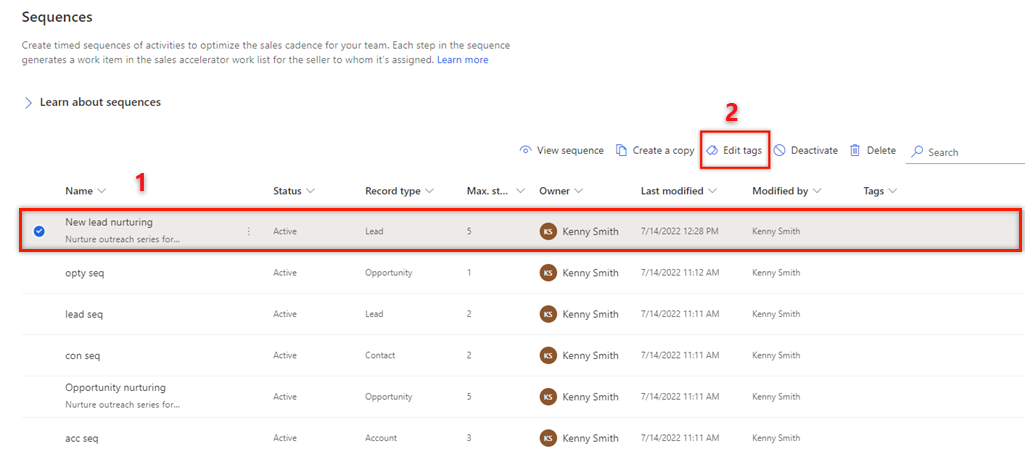 Sequences
Create timed sequences of activities to optimize the sales cadence for your team. Each step in the sequence
generates a work item in the sales accelerator work list for the seller to whom it's assigned. Learn more
Learn about sequences
2
View sequence Create a copy Edit tags Deactivate Delete Search
1
Name Status Record type Max. st... Owner Last modified Modified by Tags
New lead nurturing
Nurture outreach series for... Active Lead 5 KS Kenny Smith 7/14/2022 12:28 PM Kenny Smith
opty seq Active Opportunity 1 KS Kenny Smith 7/14/2022 11:12 AM Kenny Smith
lead seq Active Lead 2 KS Kenny Smith 7/14/2022 11:11 AM Kenny Smith
con seq Active Contact 2 KS Kenny Smith 7/14/2022 11:11 AM Kenny Smith
Opportunity nurturing
Nurture outreach series for... Active Opportunity 5 KS Kenny Smith 7/14/2022 11:11 AM Kenny Smith
acc seq Active Account 3 KS Kenny Smith 7/14/2022 11:11 AM Kenny Smith